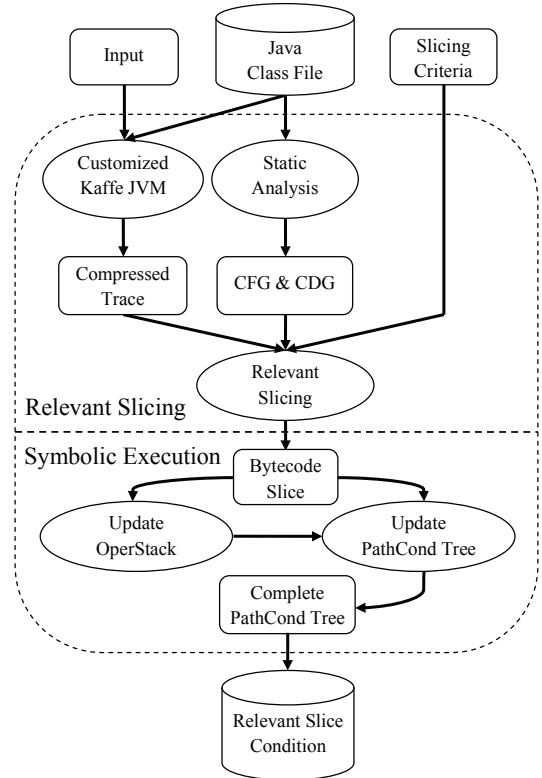 Input
Java
Class File
Slicing
Criteria
Customized
Kaffe JVM
Static
Analysis
Compressed
Trace
CFG & CDG
Relevant
Slicing
Relevant Slicing
Symbolic Execution
Bytecode
Slice
Update
OperStack
Update
PathCond Tree
Complete
PathCond Tree
Relevant Slice
Condition